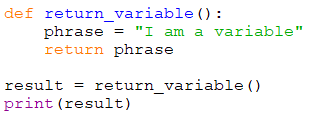 def return_variable():
    phrase = "I am a variable"
    return phrase

result = return_variable()
print(result)